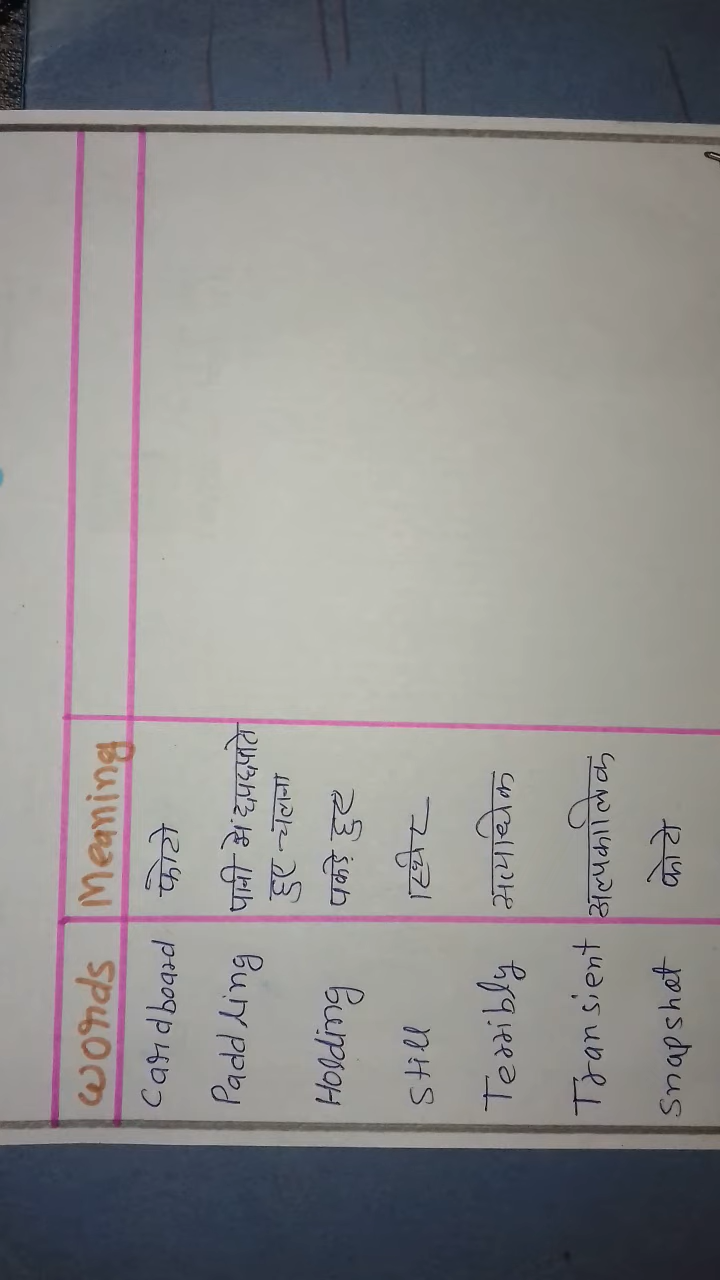 Words Meaning
Cardboard फोटो
Paddling पानी में छपछपाते
हुए चलना
Holding पकड़े हुए
Still स्थिर
Terribly अत्याधिक
Transient अल्पकालिक
Snapshot फोटो